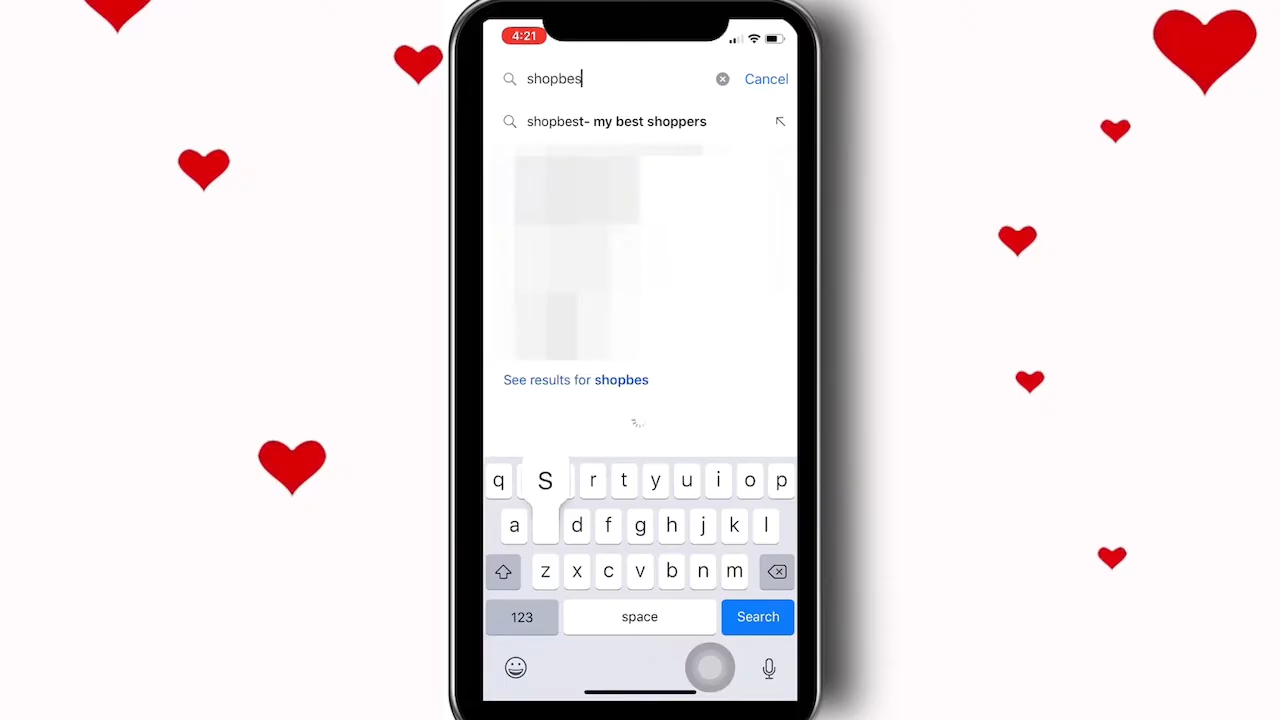 4:21
shopbes
Cancel
shopbest- my best shoppers
See results for shopbes
q S r t y u i o p
a d f g h j k l
z x c v b n m
123 space Search